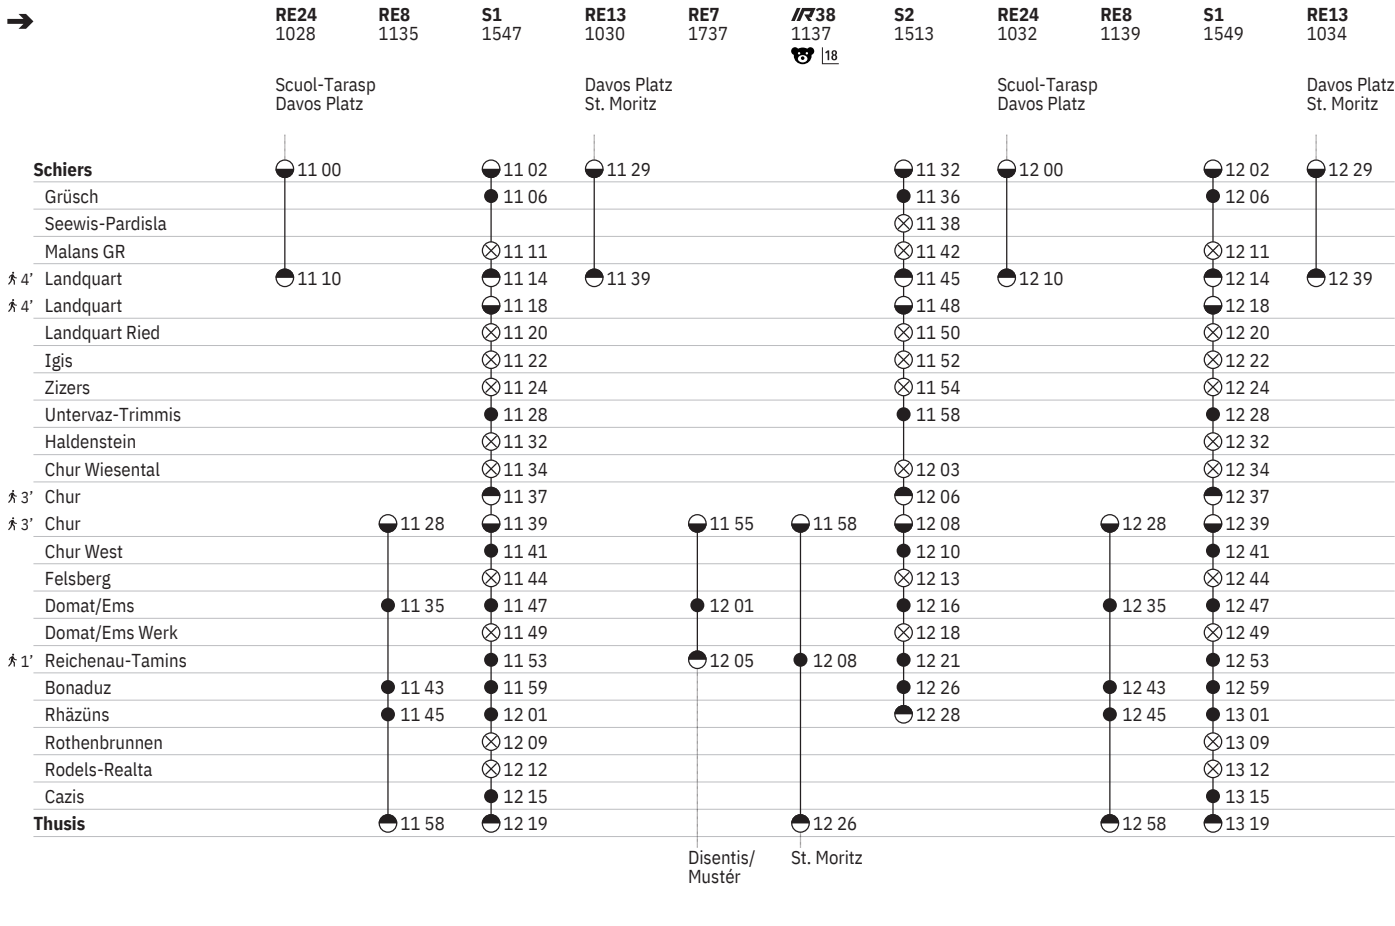 RE24 RE8 S1 RE13 RE7 IR38 S2 RE24 RE8 S1 RE13
1028 1135 1547 1030 1737 1137 1513 1032 1139 1549 1034
18
Scuol-Tarasp Davos Platz Scuol-Tarasp Davos Platz
Davos Platz St. Moritz Davos Platz St. Moritz
Schiers 11 00 11 02 11 29 11 32 12 00 12 02 12 29
Grüsch 11 06 11 36 12 06
Seewis-Pardisla 11 38
Malans GR 11 11 11 42 12 11
4’ Landquart 11 10 11 14 11 39 11 45 12 10 12 14 12 39
4’ Landquart 11 18 11 48 12 18
Landquart Ried 11 20 11 50 12 20
Igis 11 22 11 52 12 22
Zizers 11 24 11 54 12 24
Untervaz-Trimmis 11 28 11 58 12 28
Haldenstein 11 32 12 32
Chur Wiesental 11 34 12 03 12 34
3’ Chur 11 37 12 06 12 37
3’ Chur 11 28 11 39 11 55 11 58 12 08 12 28 12 39
Chur West 11 41 12 10 12 41
Felsberg 11 44 12 13 12 44
Domat/Ems 11 35 11 47 12 01 12 16 12 35 12 47
Domat/Ems Werk 11 49 12 18 12 49
1’ Reichenau-Tamins 11 53 12 05 12 08 12 21 12 53
Bonaduz 11 43 11 59 12 26 12 43 12 59
Rhäzüns 11 45 12 01 12 28 12 45 13 01
Rothenbrunnen 12 09 13 09
Rodels-Realta 12 12 13 12
Cazis 12 15 13 15
Thusis 11 58 12 19 12 26 12 58 13 19
Disentis/ St. Moritz
Mustér